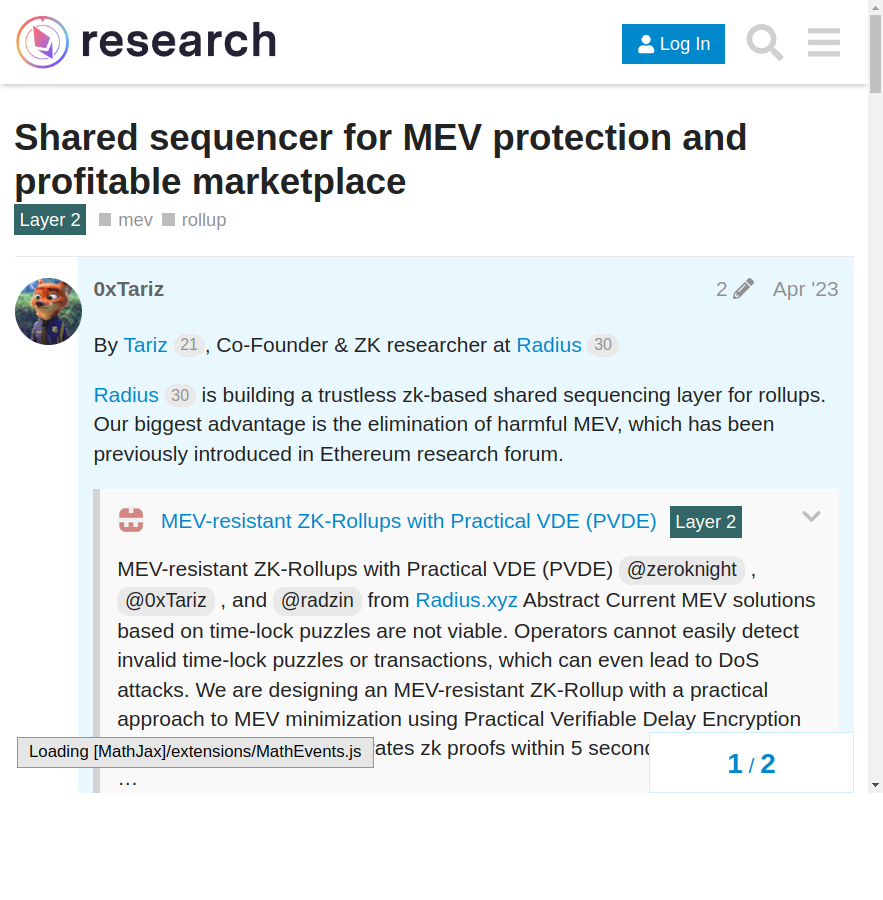 research
Log In
Shared sequencer for MEV protection and
profitable marketplace
Layer 2 mev rollup
0xTariz 2 Apr '23
By Tariz 21 , Co-Founder & ZK researcher at Radius 30
Radius 30 is building a trustless zk-based shared sequencing layer for rollups.
Our biggest advantage is the elimination of harmful MEV, which has been
previously introduced in Ethereum research forum.
MEV-resistant ZK-Rollups with Practical VDE (PVDE) Layer 2
MEV-resistant ZK-Rollups with Practical VDE (PVDE) @zeroknight ,
@0xTariz , and @radzin from Radius.xyz Abstract Current MEV solutions
based on time-lock puzzles are not viable. Operators cannot easily detect
invalid time-lock puzzles or transactions, which can even lead to DoS
attacks. We are designing an MEV-resistant ZK-Rollup with a practical
approach to MEV minimization using Practical Verifiable Delay Encryption
Loading [MathJax]/extensions/MathEvents.js ates zk proofs within 5 second
…
1 / 2